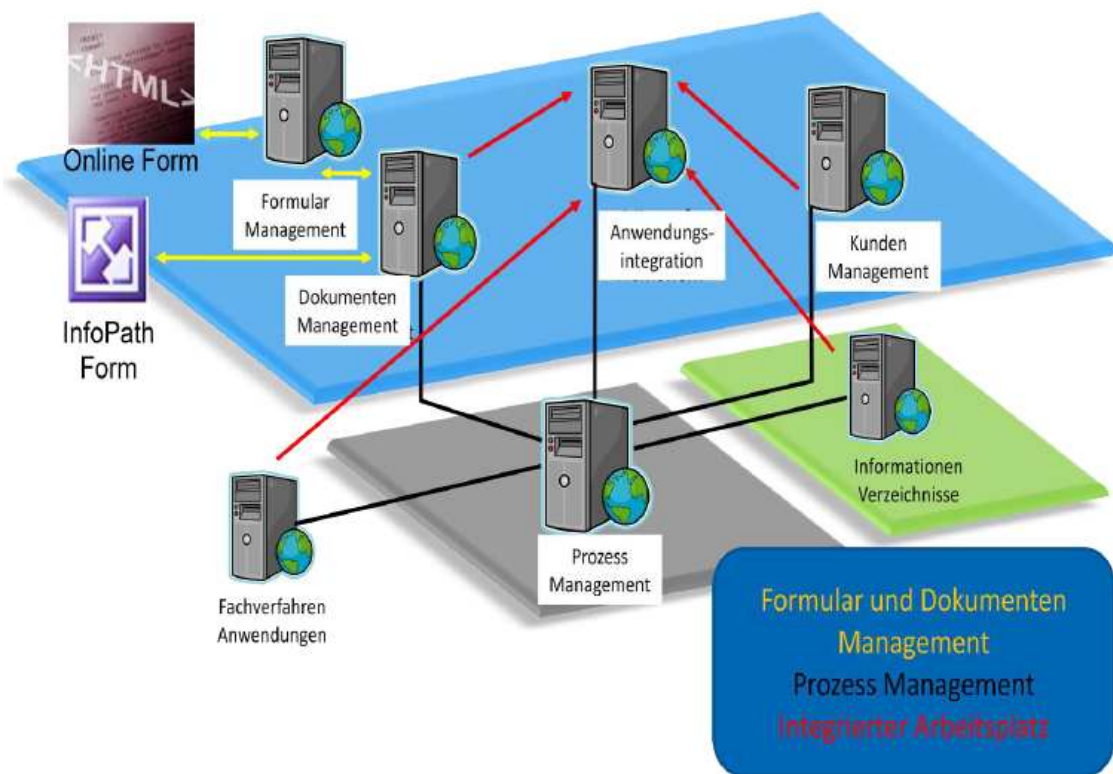 <HTML>
Online Form
InfoPath
Form
Formular
Management
Dokumenten
Management
Anwendungs-
integration
Kunden
Management
Informationen
Verzeichnisse
Prozess
Management
Fachverfahren
Anwendungen
Formular und Dokumenten
Management
Prozess Management
Integrierter Arbeitsplatz